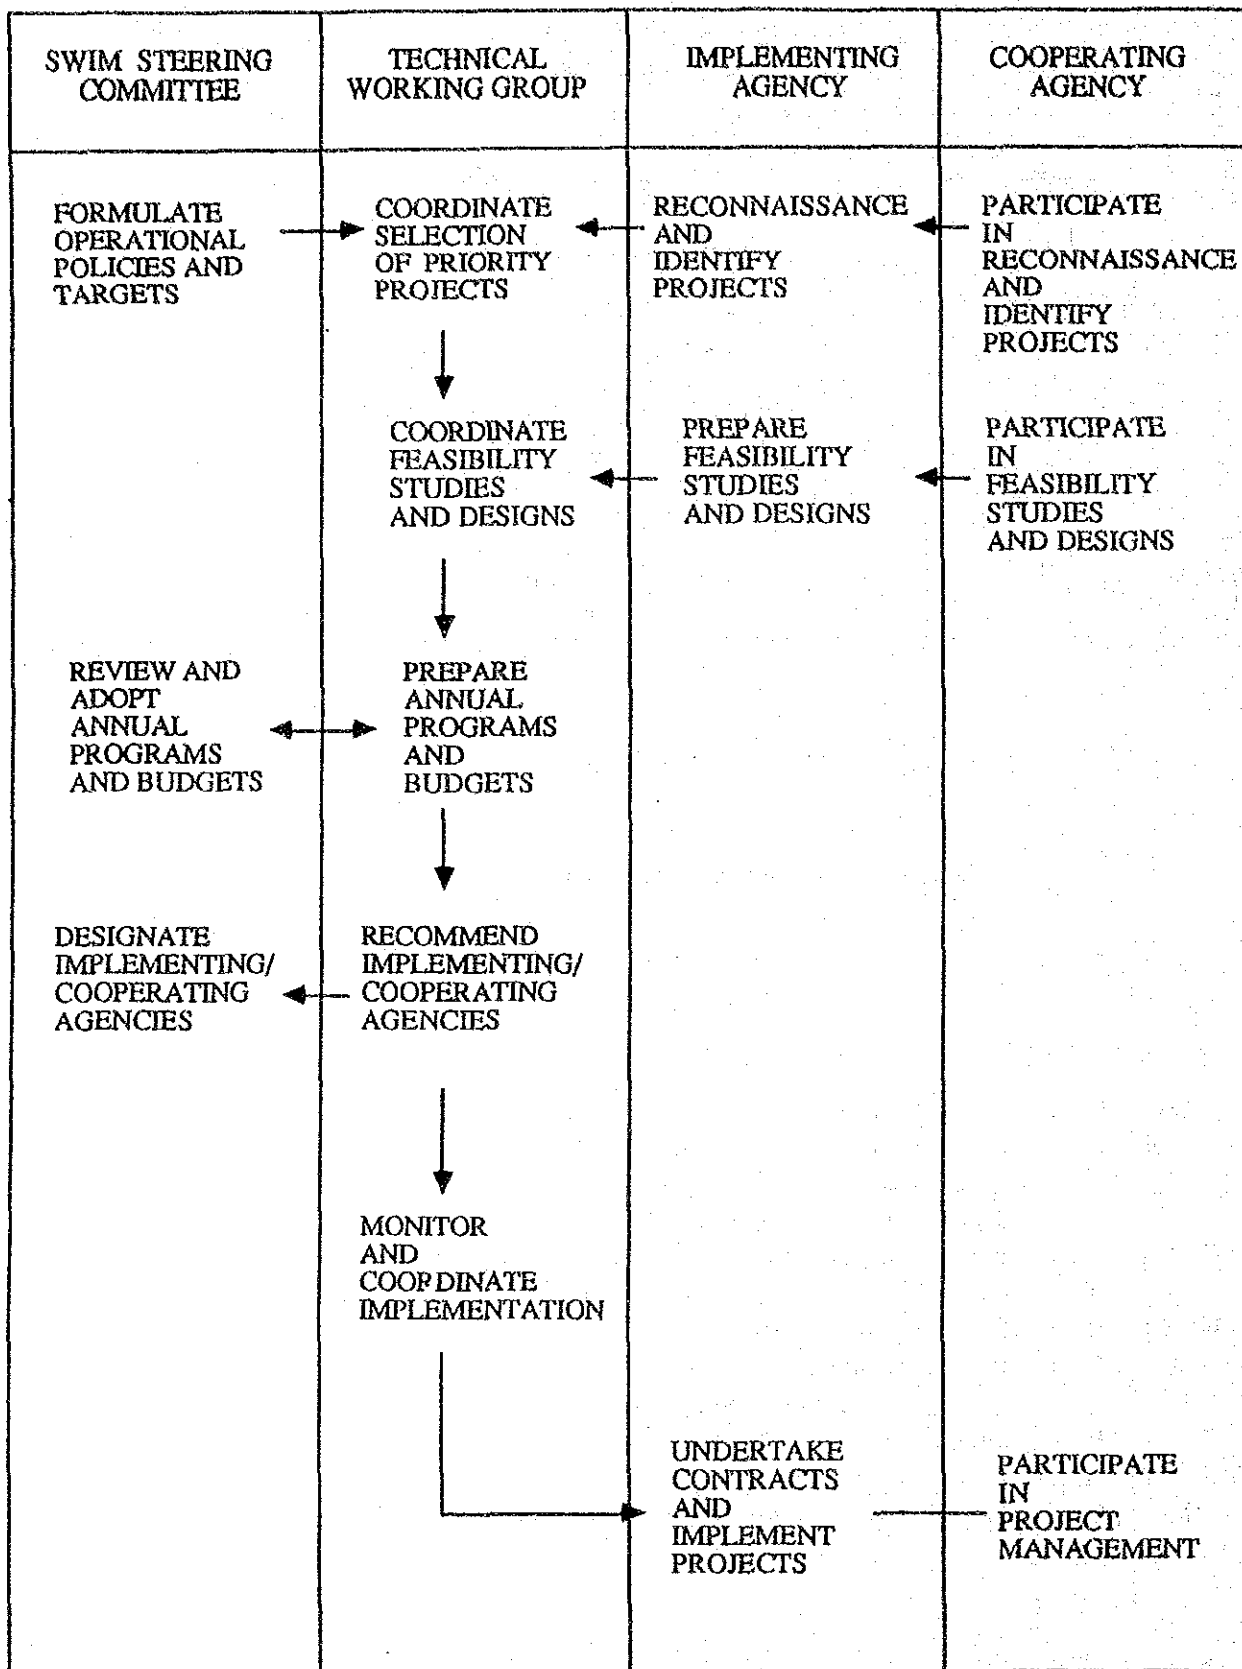 SWIM STEERING
COMMITTEE
TECHNICAL
WORKING GROUP
IMPLEMENTING
AGENCY
COOPERATING
AGENCY
FORMULATE
OPERATIONAL
POLICIES AND
TARGETS
COORDINATE
SELECTION
OF PRIORITY
PROJECTS
RECONNAISSANCE
AND
IDENTIFY
PROJECTS
PARTICIPATE
IN
RECONNAISSANCE
AND
IDENTIFY
PROJECTS
COORDINATE
FEASIBILITY
STUDIES
AND DESIGNS
PREPARE
FEASIBILITY
STUDIES
AND DESIGNS
PARTICIPATE
IN
FEASIBILITY
STUDIES
AND DESIGNS
REVIEW AND
ADOPT
ANNUAL
PROGRAMS
AND BUDGETS
PREPARE
ANNUAL
PROGRAMS
AND
BUDGETS
DESIGNATE
IMPLEMENTING/
COOPERATING
AGENCIES
RECOMMEND
IMPLEMENTING/
COOPERATING
AGENCIES
MONITOR
AND
COORDINATE
IMPLEMENTATION
UNDERTAKE
CONTRACTS
AND
IMPLEMENT
PROJECTS
PARTICIPATE
IN
PROJECT
MANAGEMENT